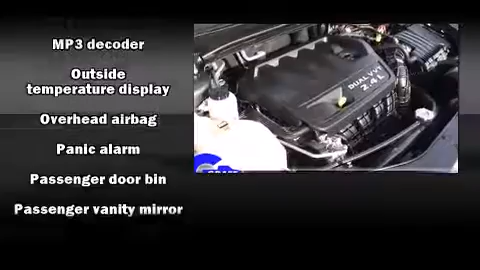 MP3 decoder
Outside
temperature display
Overhead airbag
Panic alarm
Passenger door bin
Passenger vanity mirror
DUAL VVT
2.4L